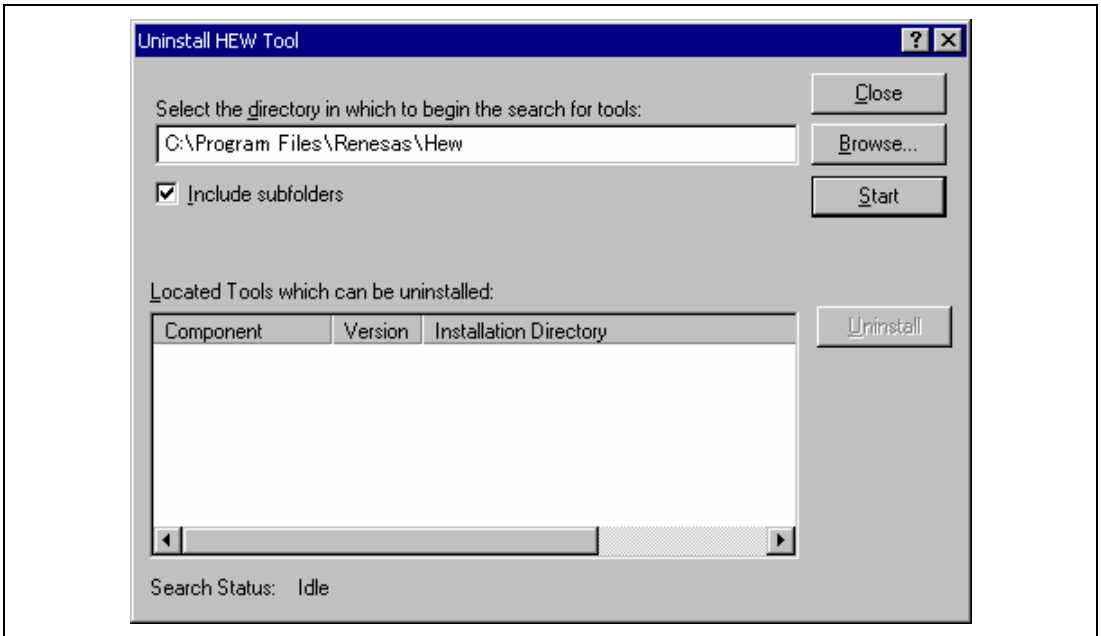 Uninstall HEW Tool
? X
Close
Select the directory in which to begin the search for tools:
C:\Program Files\Renesas\Hew
Browse...
Include subfolders
Start
Located Tools which can be uninstalled:
Component Version Installation Directory
Uninstall
Search Status: Idle